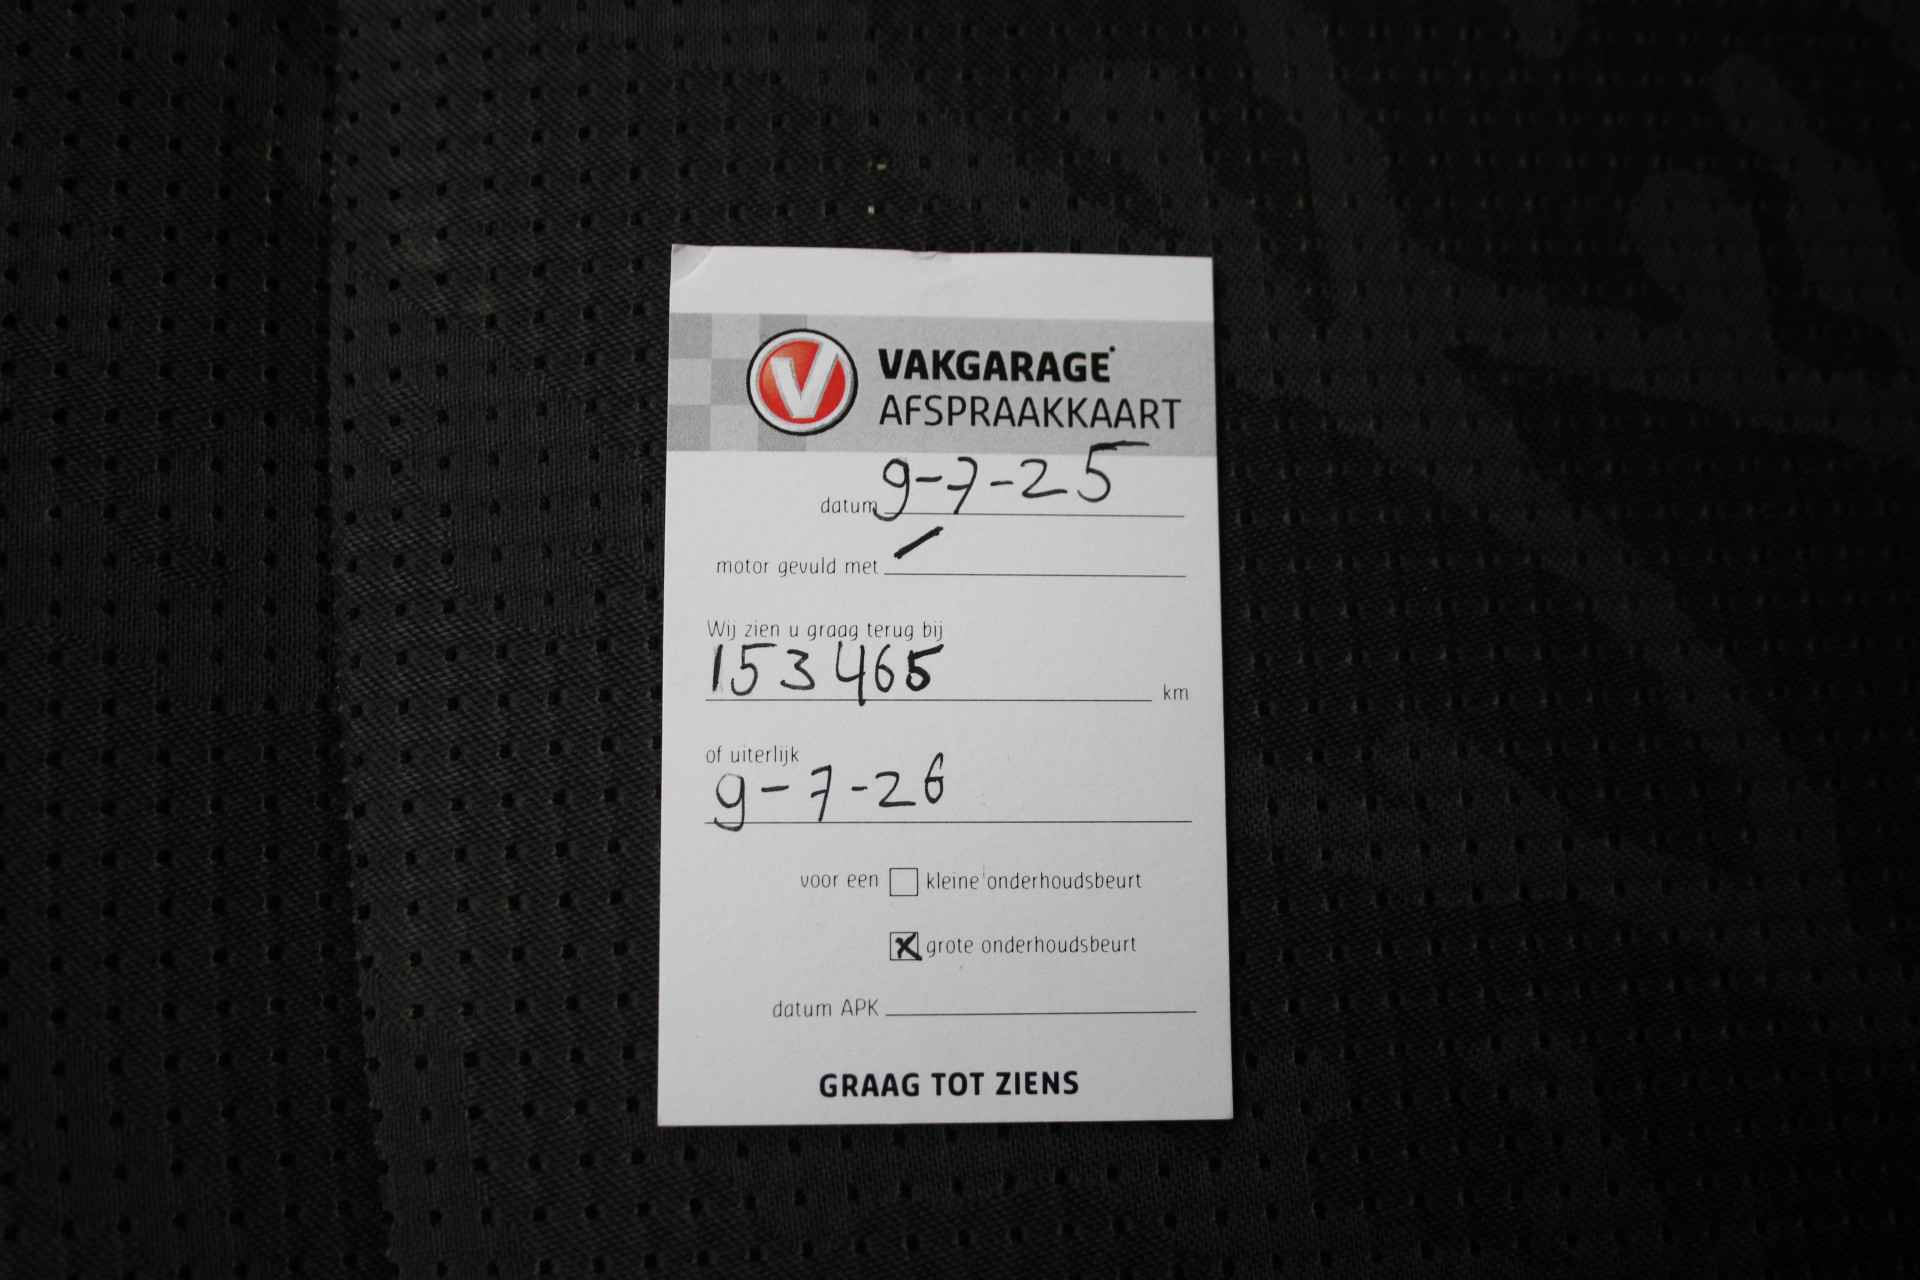 V VAKGARAGE
AFSPRAAKKAART
datum 9-7-25
motor gevuld met /
Wij zien u graag terug bij
153465 km
of uiterlijk
9-7-26
voor een kleine onderhoudsbeurt
X grote onderhoudsbeurt
datum APK
GRAAG TOT ZIENS